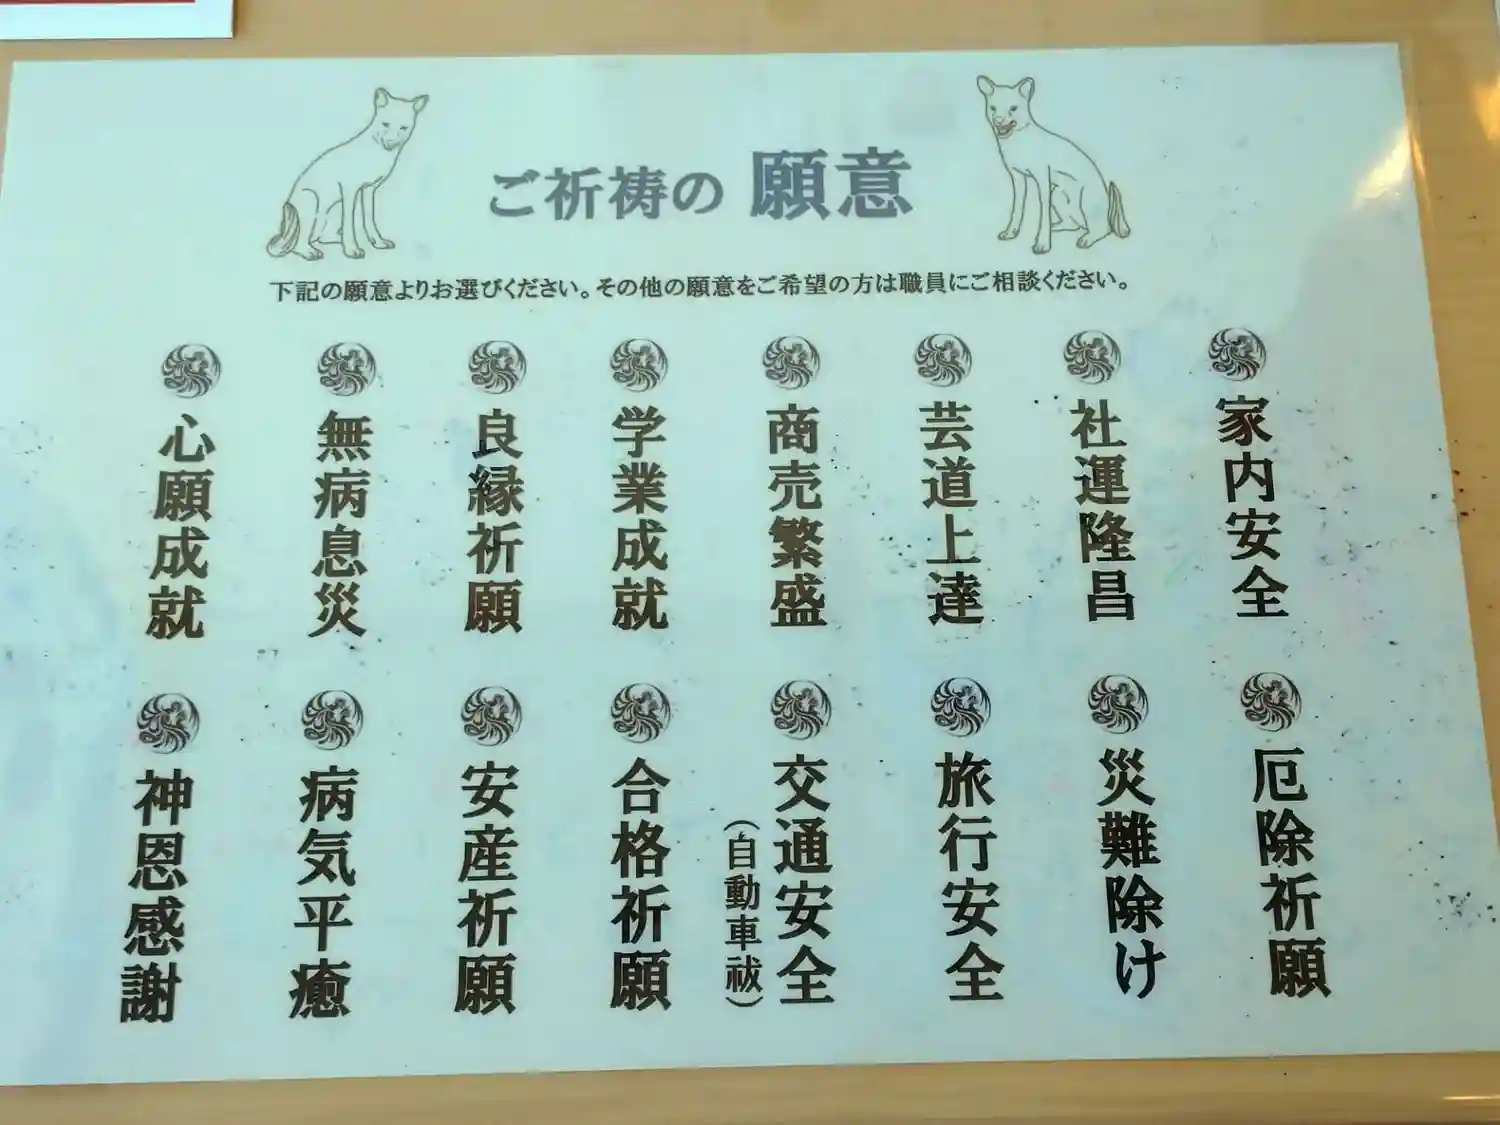 ご祈祷の 願意
下記の願意よりお選びください。その他の願意をご希望の方は職員にご相談ください。
家内安全
社運隆昌
芸道上達
商売繁盛
学業成就
良縁祈願
無病息災
心願成就
厄除祈願
災難除け
旅行安全
交通安全
(自動車祓)
合格祈願
安産祈願
病気平癒
神恩感謝